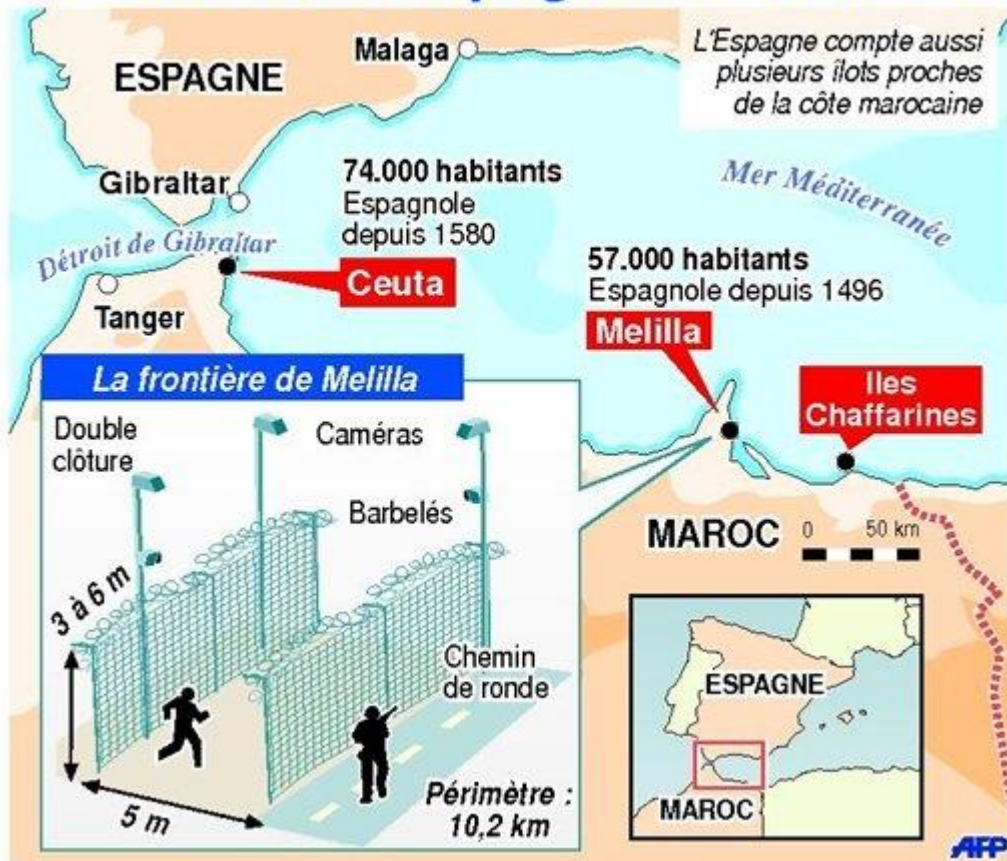 L'Espagne compte aussi
plusieurs îlots proches
de la côte marocaine
Malaga
ESPAGNE
Gibraltar
74.000 habitants
Espagnole
depuis 1580
Ceuta
Mer Méditerranée
Détroit de Gibraltar
Tanger
57.000 habitants
Espagnole depuis 1496
Melilla
Iles
Chaffarines
MAROC
0 50 km
La frontière de Melilla
Double
clôture
Caméras
Barbelés
3 à 6 m
Chemin
de ronde
5 m
Périmètre :
10,2 km
ESPAGNE
MAROC
AFP